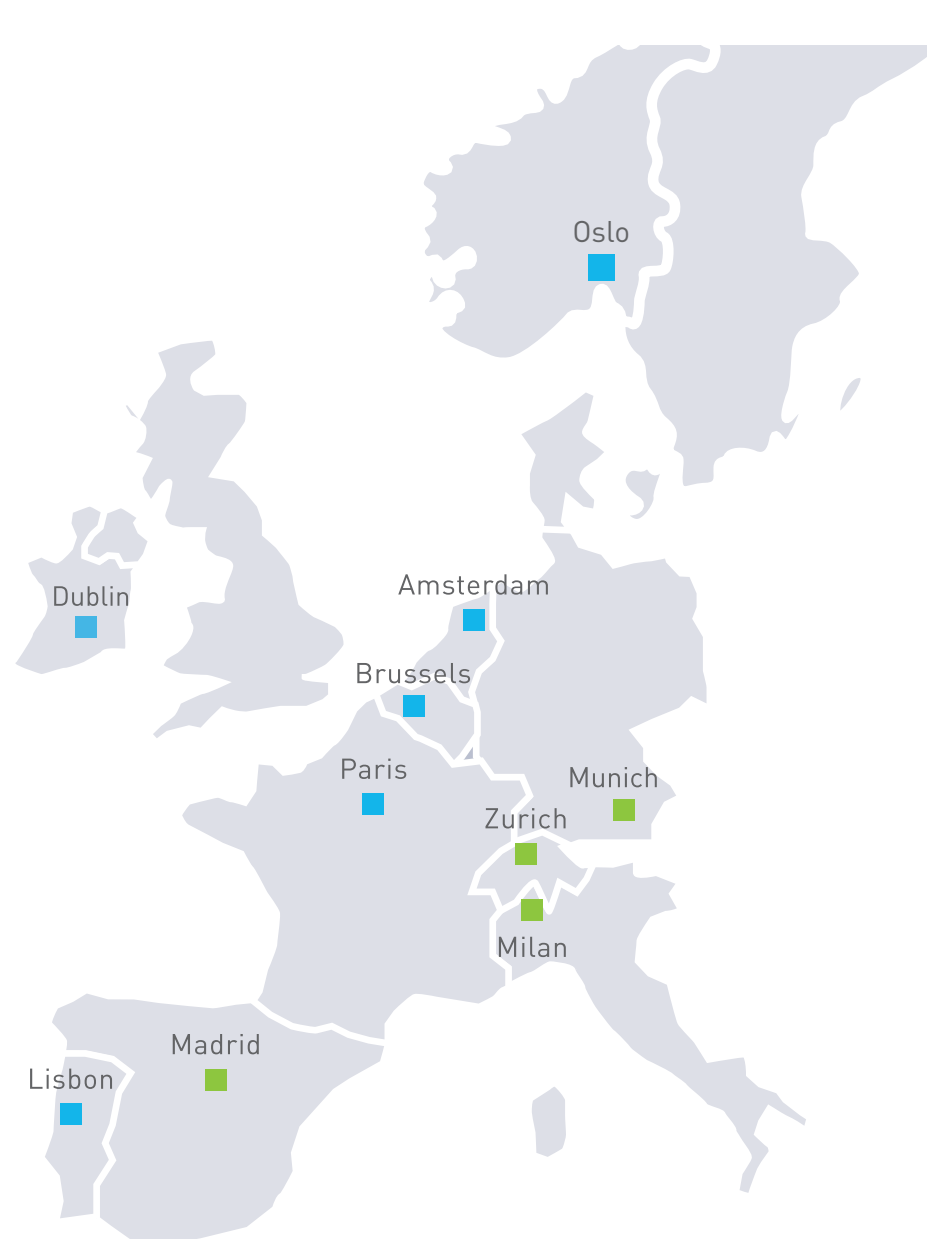 Oslo
Amsterdam
Dublin
Brussels
Paris
Munich
Zurich
Milan
Madrid
Lisbon